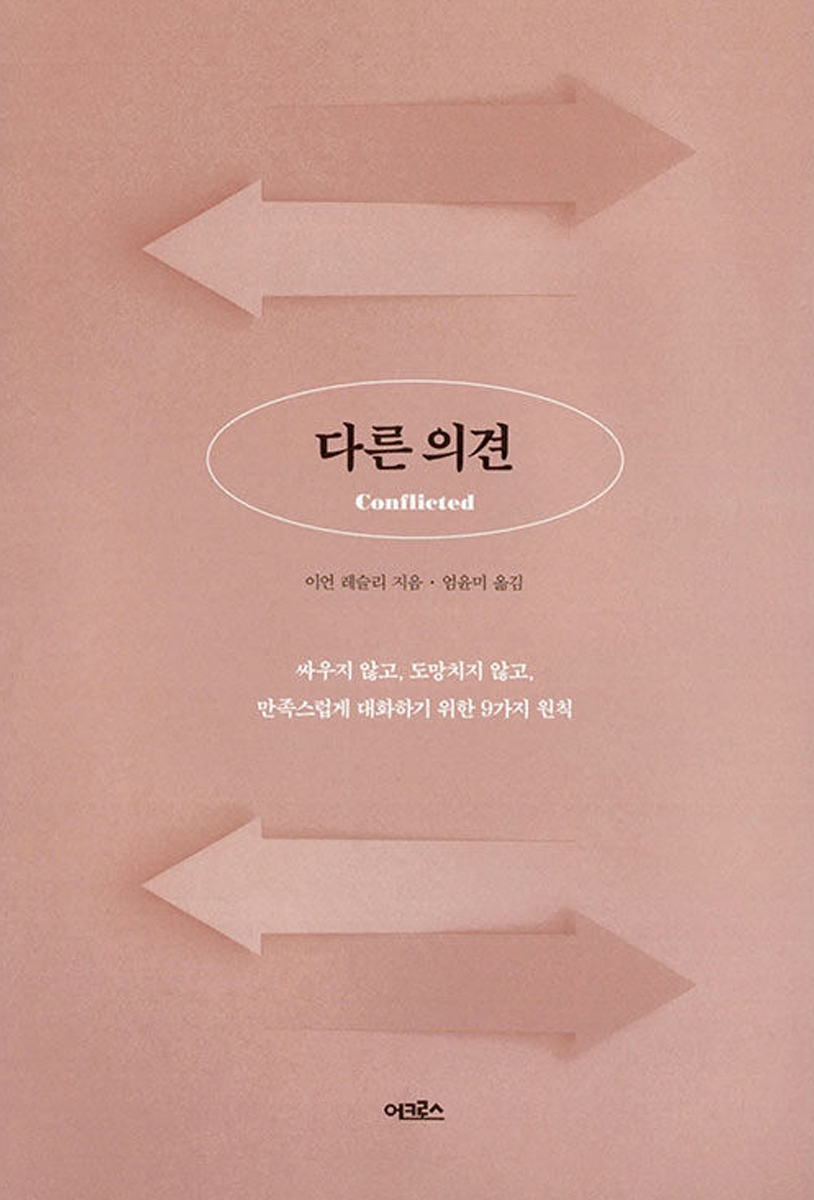 다른 의견
Conflicted
이언 레슬리 지음 · 엄윤미 옮김
싸우지 않고, 도망치지 않고,
만족스럽게 대화하기 위한 9가지 원칙
어크로스